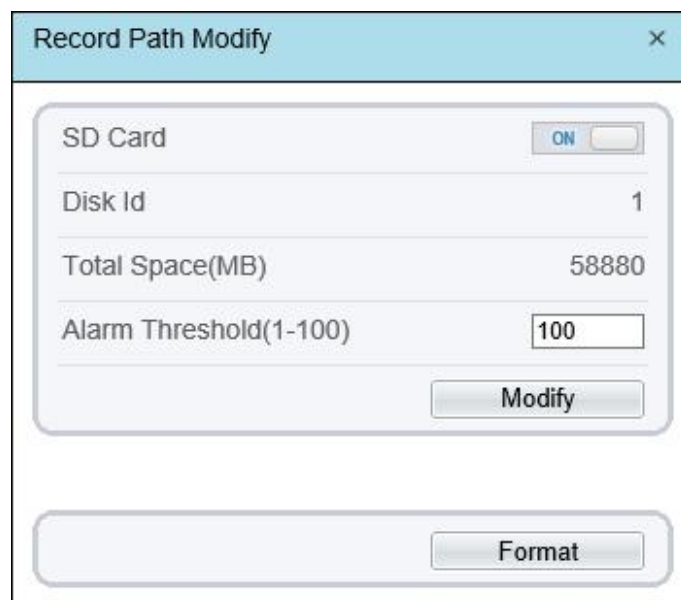 Record Path Modify ×
SD Card ON
Disk Id 1
Total Space(MB) 58880
Alarm Threshold(1-100) 100
Modify
Format